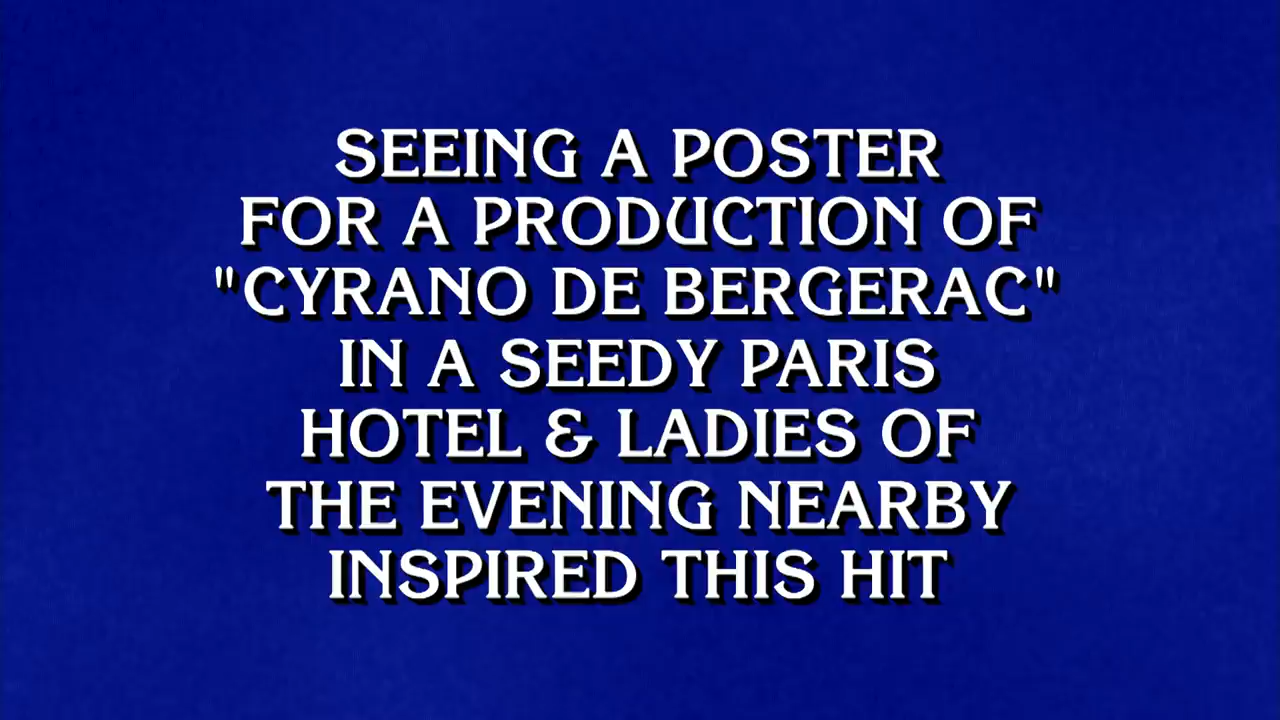 SEEING A POSTER
FOR A PRODUCTION OF
"CYRANO DE BERGERAC"
IN A SEEDY PARIS
HOTEL & LADIES OF
THE EVENING NEARBY
INSPIRED THIS HIT